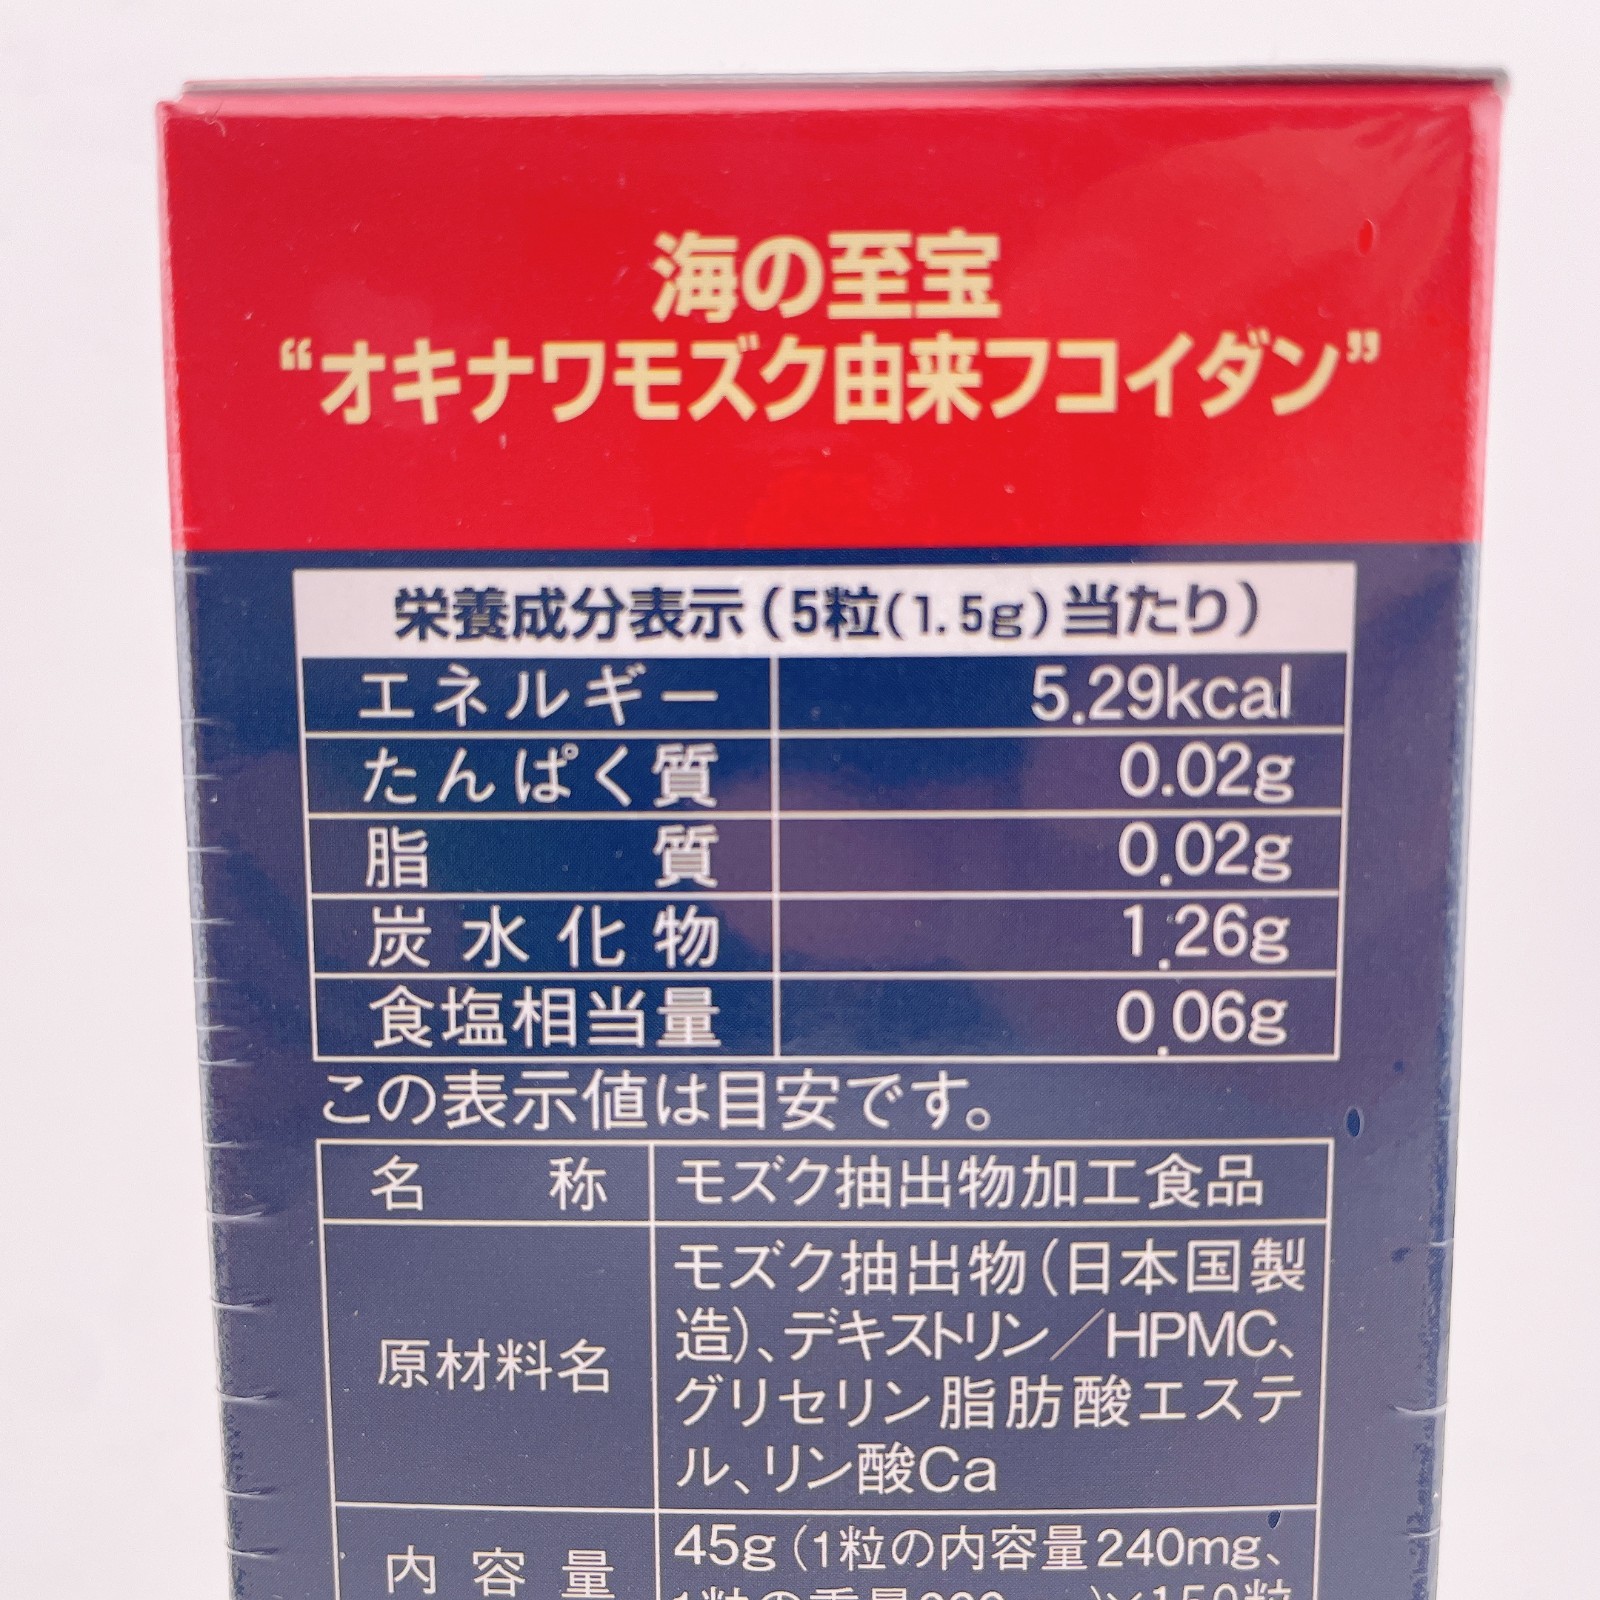 海の至宝
“オキナワモズク由来フコイダン”
栄養成分表示(5粒(1.5g)当たり)
エネルギー 5.29kcal
たんぱく質 0.02g
脂質 0.02g
炭水化物 1.26g
食塩相当量 0.06g
この表示値は目安です。
名称 モズク抽出物加工食品
原材料名 モズク抽出物(日本国製
造)、デキストリン／HPMC、
グリセリン脂肪酸エステ
ル、リン酸Ca
内容量 45g(1粒の内容量240mg、